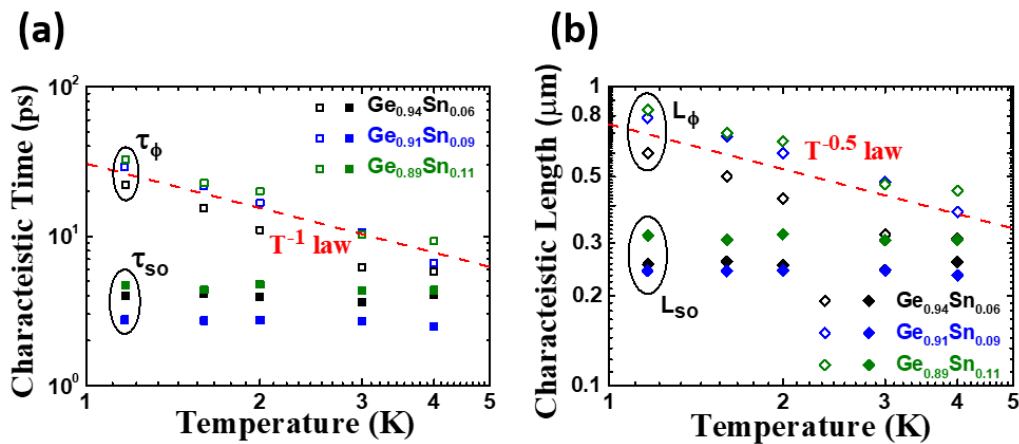 (a)
Characteristic Time (ps)
10²
10¹
10⁰
τϕ
τso
Ge0.94Sn0.06
Ge0.91Sn0.09
Ge0.89Sn0.11
T⁻¹ law
1 2 3 4 5
Temperature (K)
(b)
Characteistic Length (μm)
1
0.8
0.5
0.3
0.2
0.1
Lϕ
Lso
T⁻⁰·⁵ law
Ge0.94Sn0.06
Ge0.91Sn0.09
Ge0.89Sn0.11
1 2 3 4 5
Temperature (K)